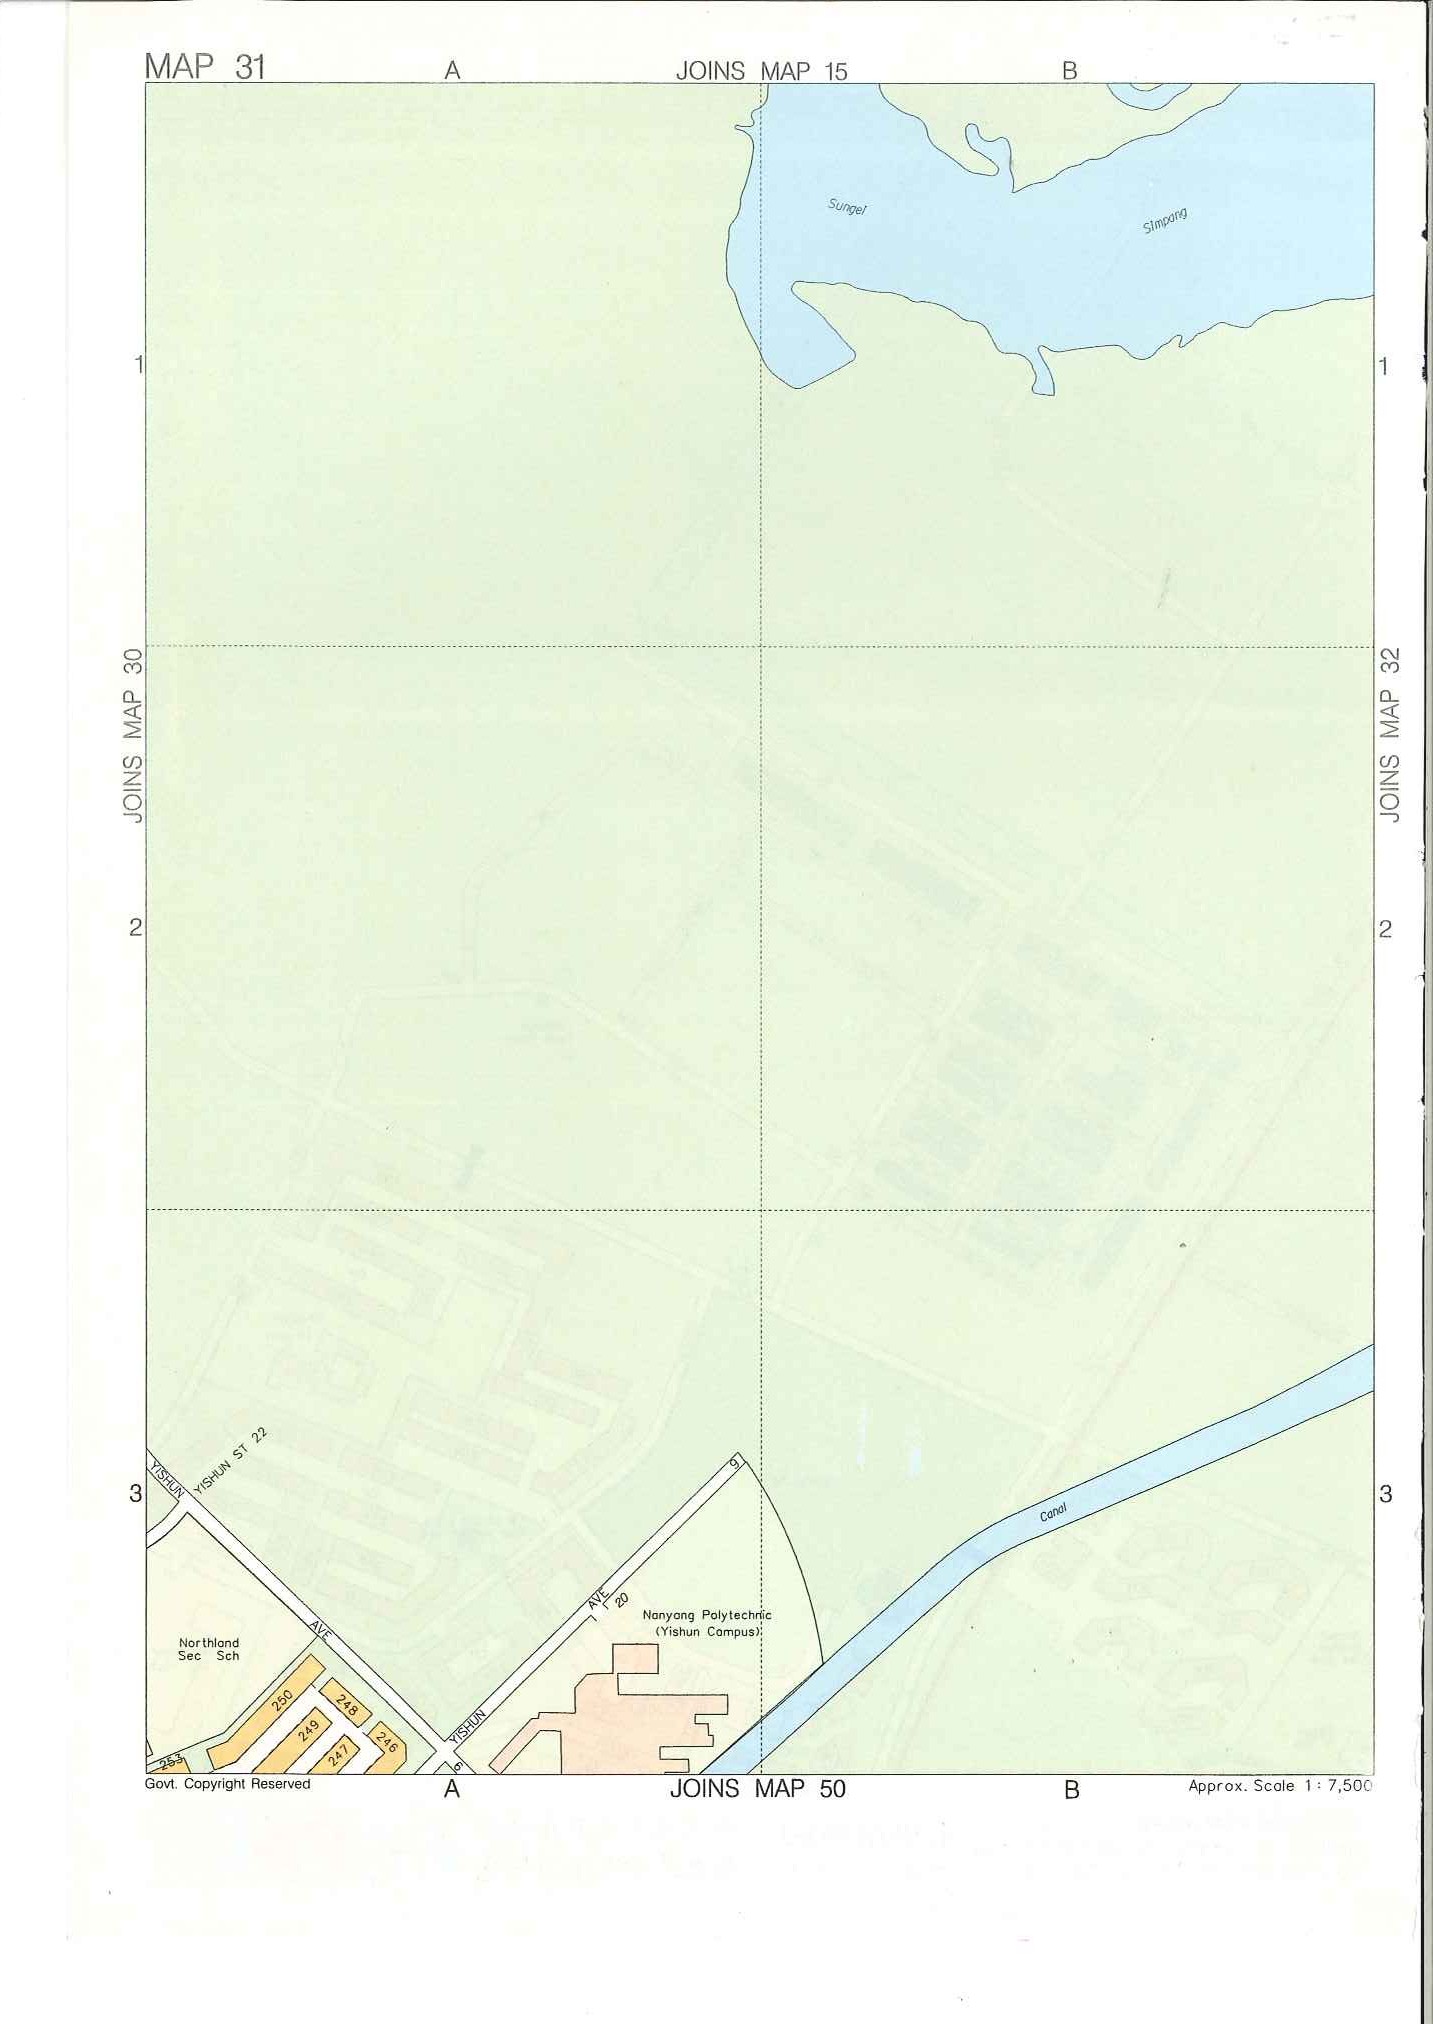 MAP 31
A
JOINS MAP 15
B
Sungei
Simpang
1
1
JOINS MAP 30
JOINS MAP 32
2
2
YISHUN ST 22
YISHUN
3
3
9
Canal
AVE
20
Nanyang Polytechnic
(Yishun Campus)
AVE
Northland
Sec Sch
250
248
249
247
246
253
YISHUN
6
Govt. Copyright Reserved
A
JOINS MAP 50
B
Approx. Scale 1 : 7,500